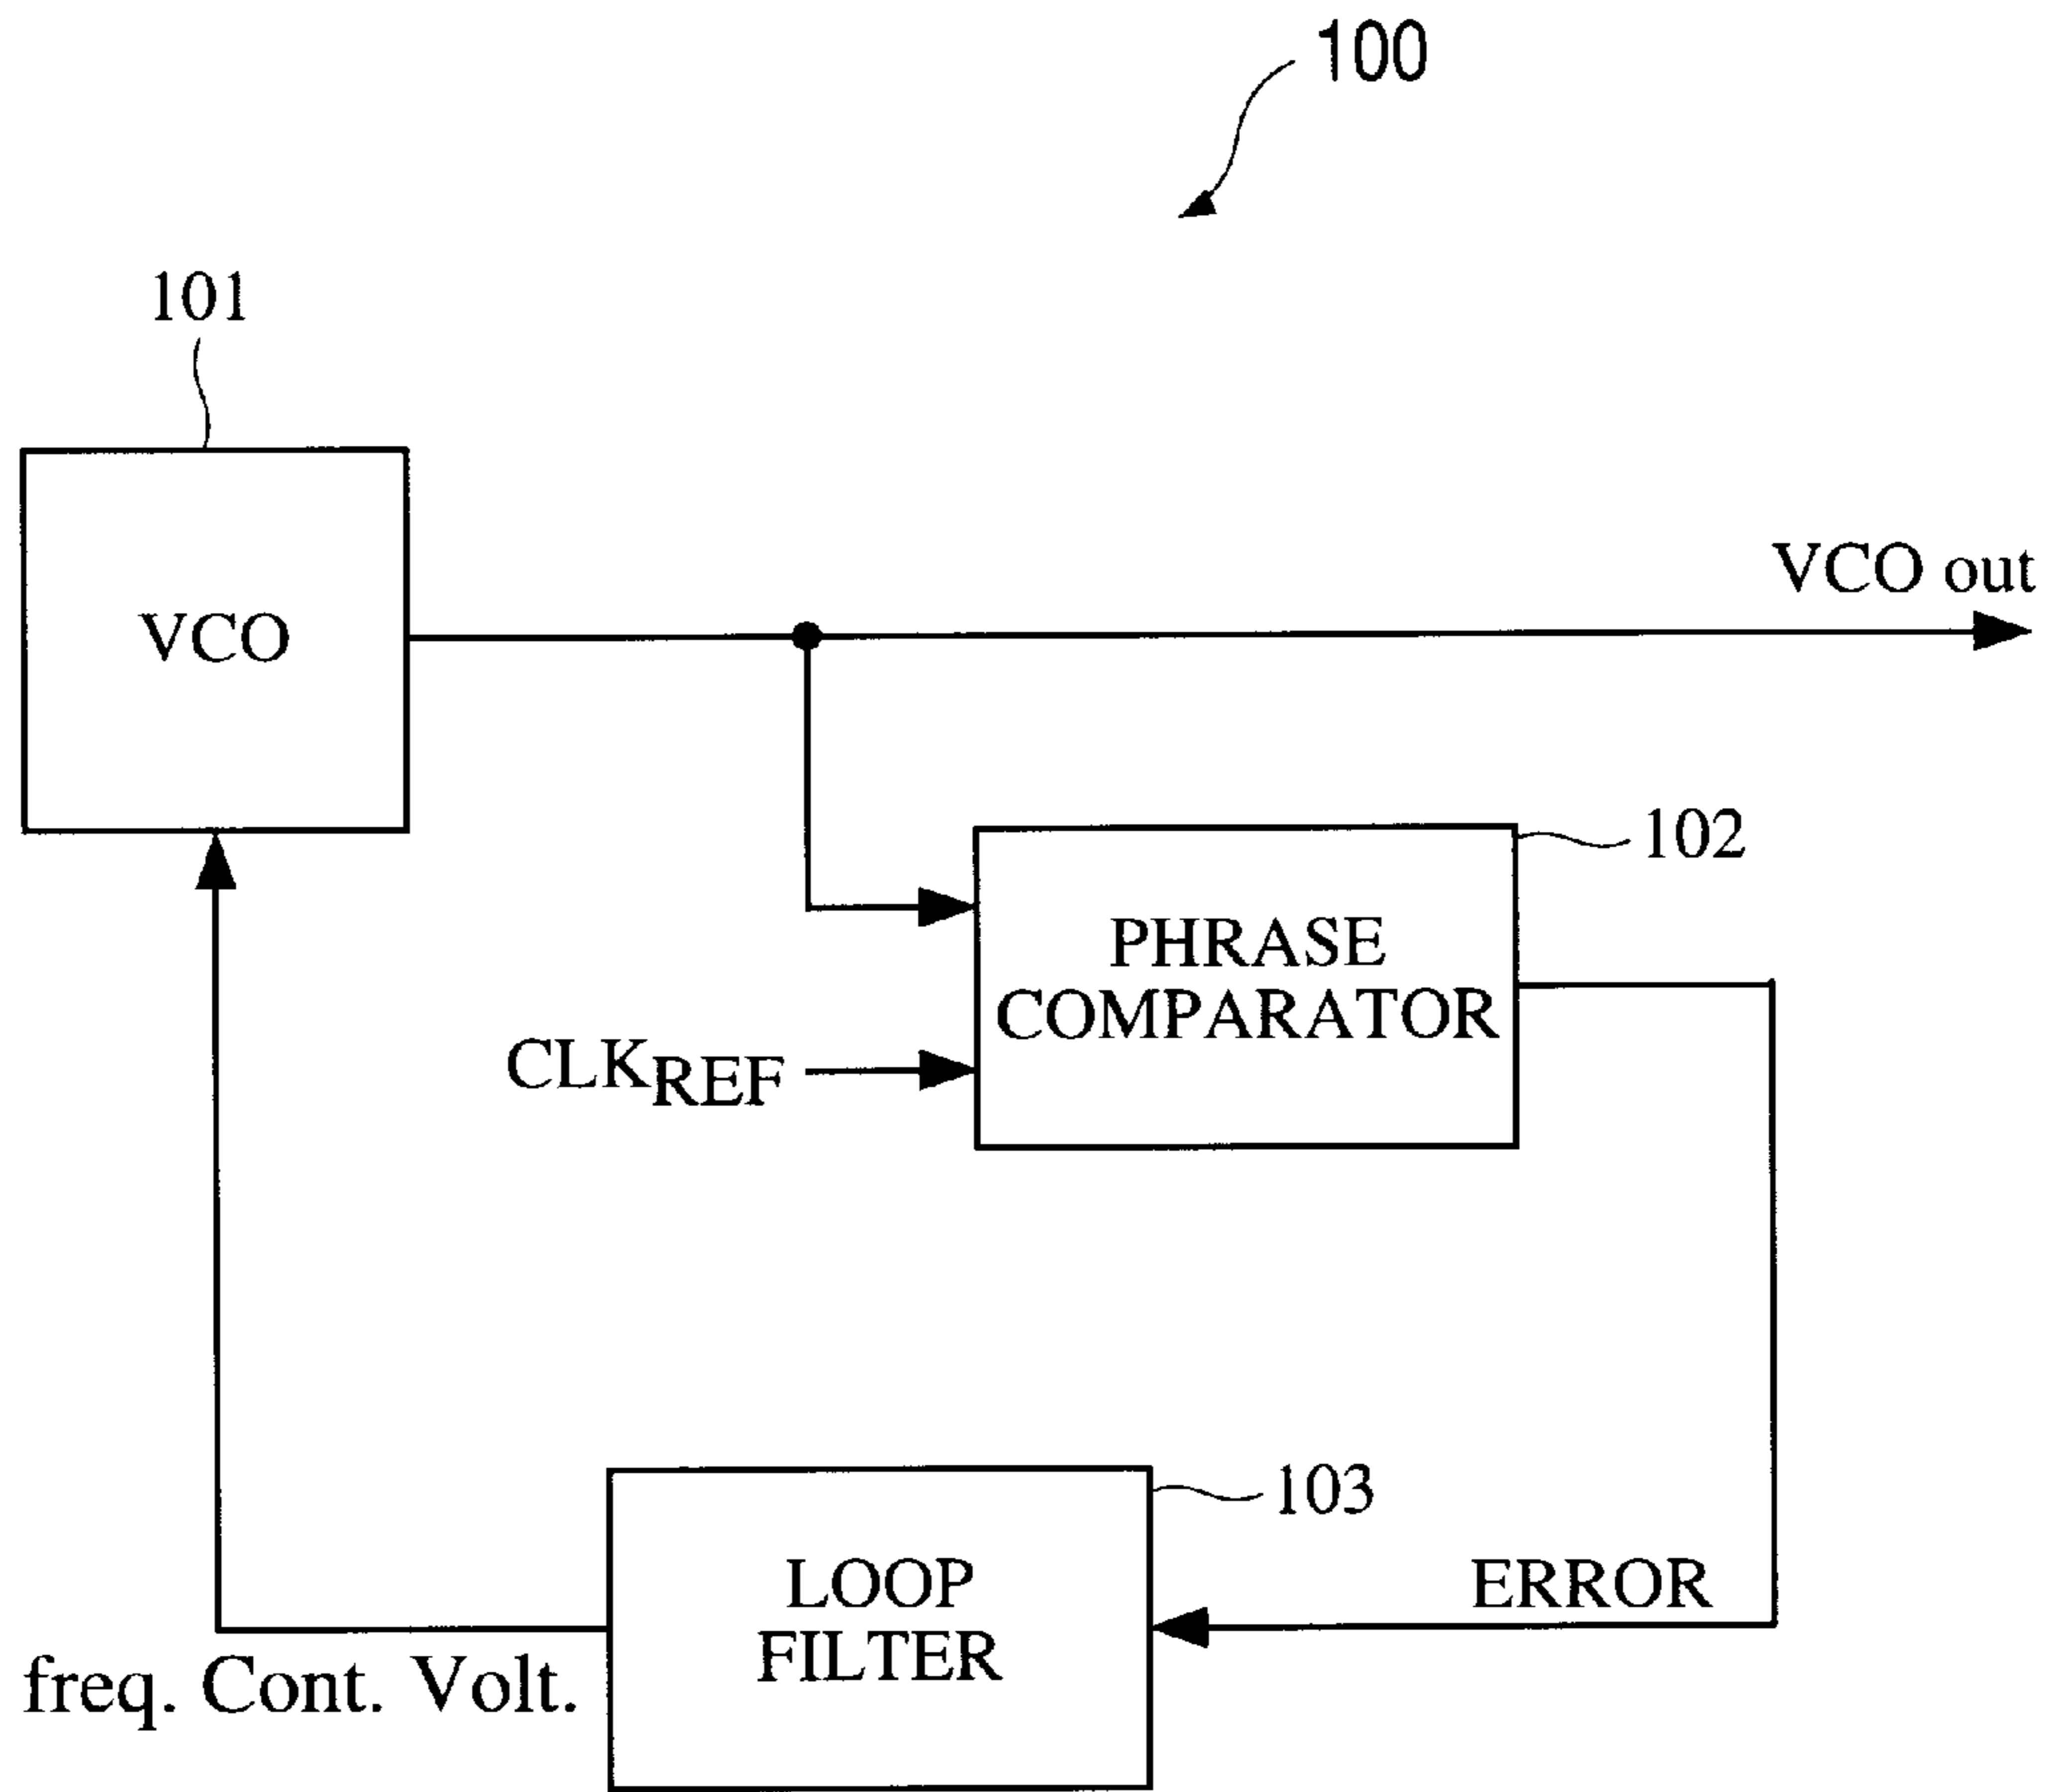 100
101
VCO
VCO out
102
PHRASE
COMPARATOR
CLKREF
103
LOOP
FILTER
ERROR
freq. Cont. Volt.